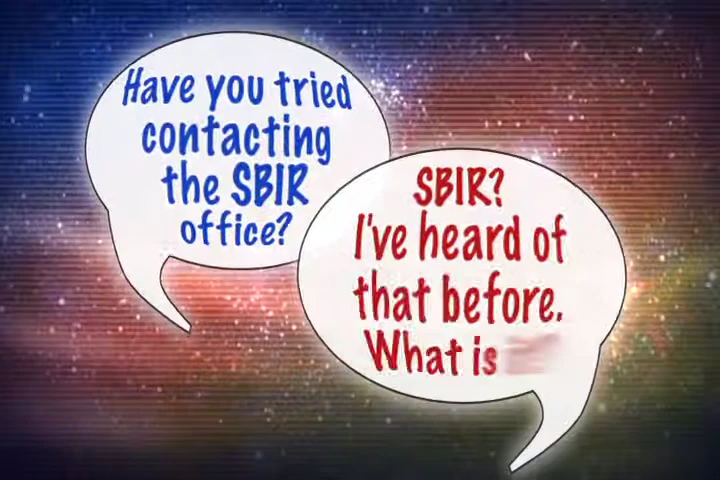 Have you tried
contacting
the SBIR
office?
SBIR?
I've heard of
that before.
What is